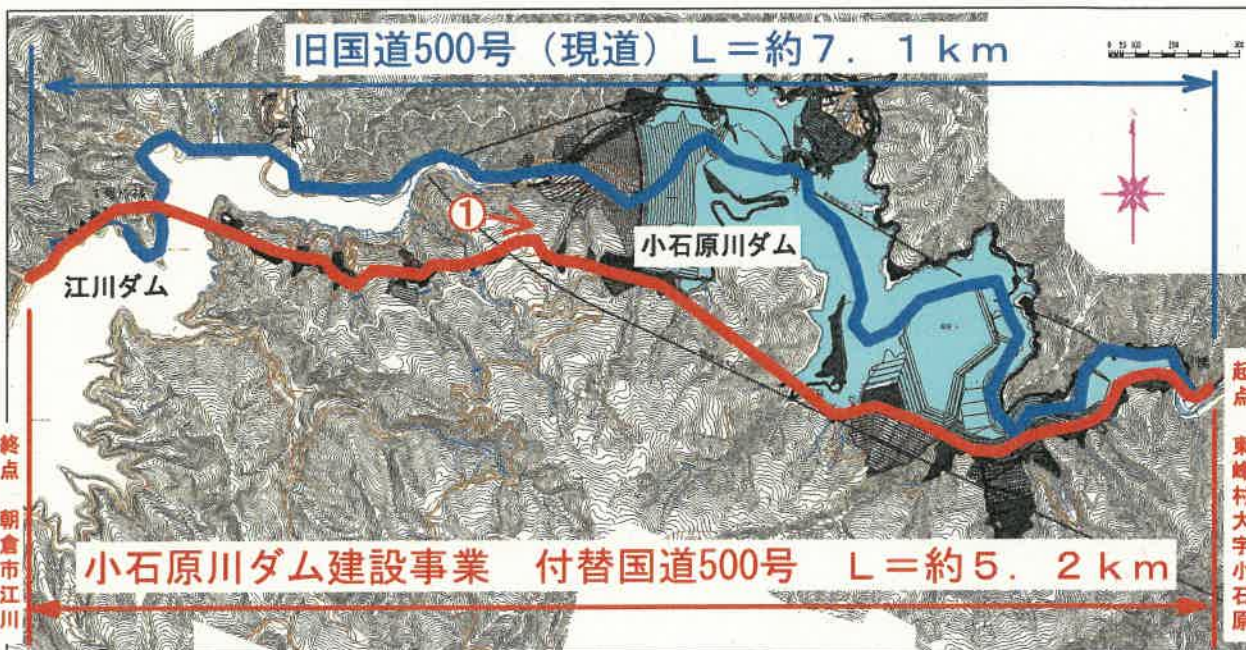 旧国道500号（現道）L＝約7．1km
①
小石原川ダム
江川ダム
起点　東峰村大字小石原
終点　朝倉市江川
小石原川ダム建設事業　付替国道500号　L＝約5．2km